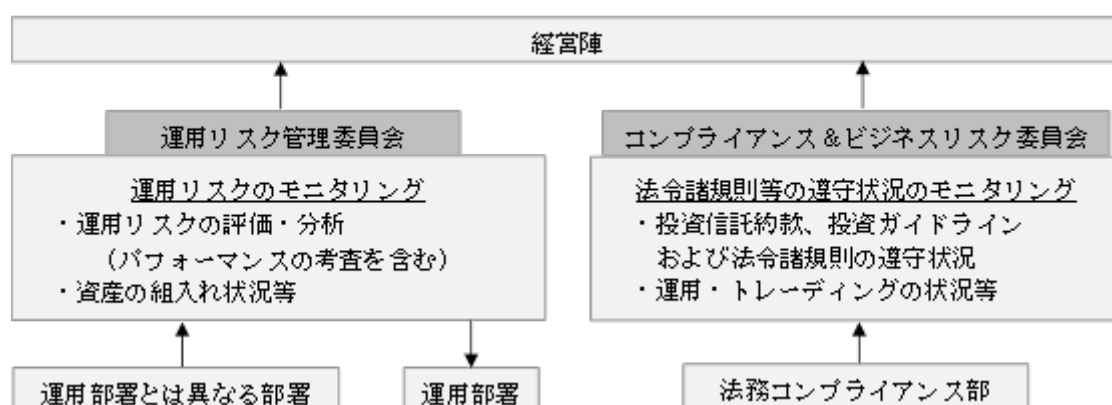 経営陣
運用リスク管理委員会
運用リスクのモニタリング
・運用リスクの評価・分析
（パフォーマンスの考査を含む）
・資産の組入れ状況等
運用部署とは異なる部署
運用部署
コンプライアンス＆ビジネスリスク委員会
法令諸規則等の遵守状況のモニタリング
・投資信託約款、投資ガイドライン
および法令諸規則の遵守状況
・運用・トレーディングの状況等
法務コンプライアンス部